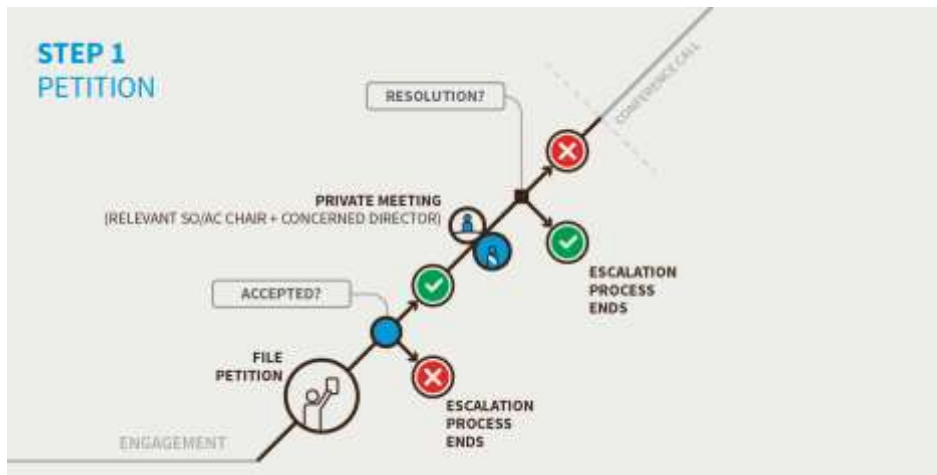 STEP 1
PETITION
CONFERENCE CALL
RESOLUTION?
PRIVATE MEETING
(RELEVANT SO/AC CHAIR + CONCERNED DIRECTOR)
ESCALATION
PROCESS
ENDS
ACCEPTED?
FILE
PETITION
ESCALATION
PROCESS
ENDS
ENGAGEMENT